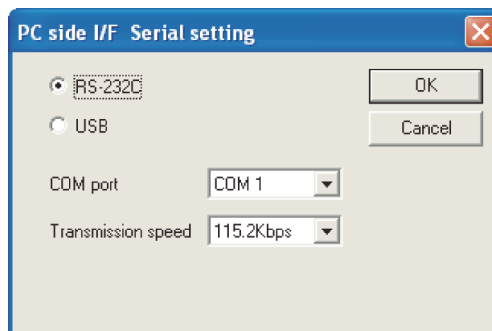 PC side I/F Serial setting
RS-232C
OK
USB
Cancel
COM port
COM 1
Transmission speed
115.2Kbps